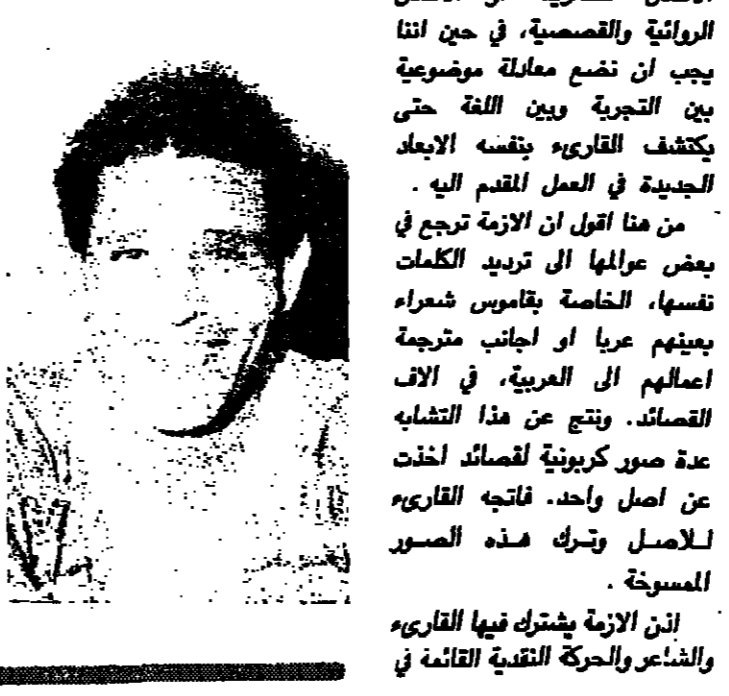 الروائية والقصصية، في حين اننا
يجب ان نضع معادلة موضوعية
بين التجربة وبين اللغة حتى
يكتشف القارىء بنفسه الابعاد
الجديدة في العمل المقدم اليه .
من هنا اقول ان الازمة ترجع في
بعض عوالمها الى ترديد الكلمات
نفسها، الخاصة بقاموس شعراء
بعينهم عربا او اجانب مترجمة
اعمالهم الى العربية، في الاف
القصائد. ونتج عن هذا التشابه
عدة صور كربونية لقصائد اخذت
عن اصل واحد. فاتجه القارىء
للاصل وترك هذه الصور
الممسوخة .
اذن الازمة يشترك فيها القارىء
والشاعر والحركة النقدية القائمة في